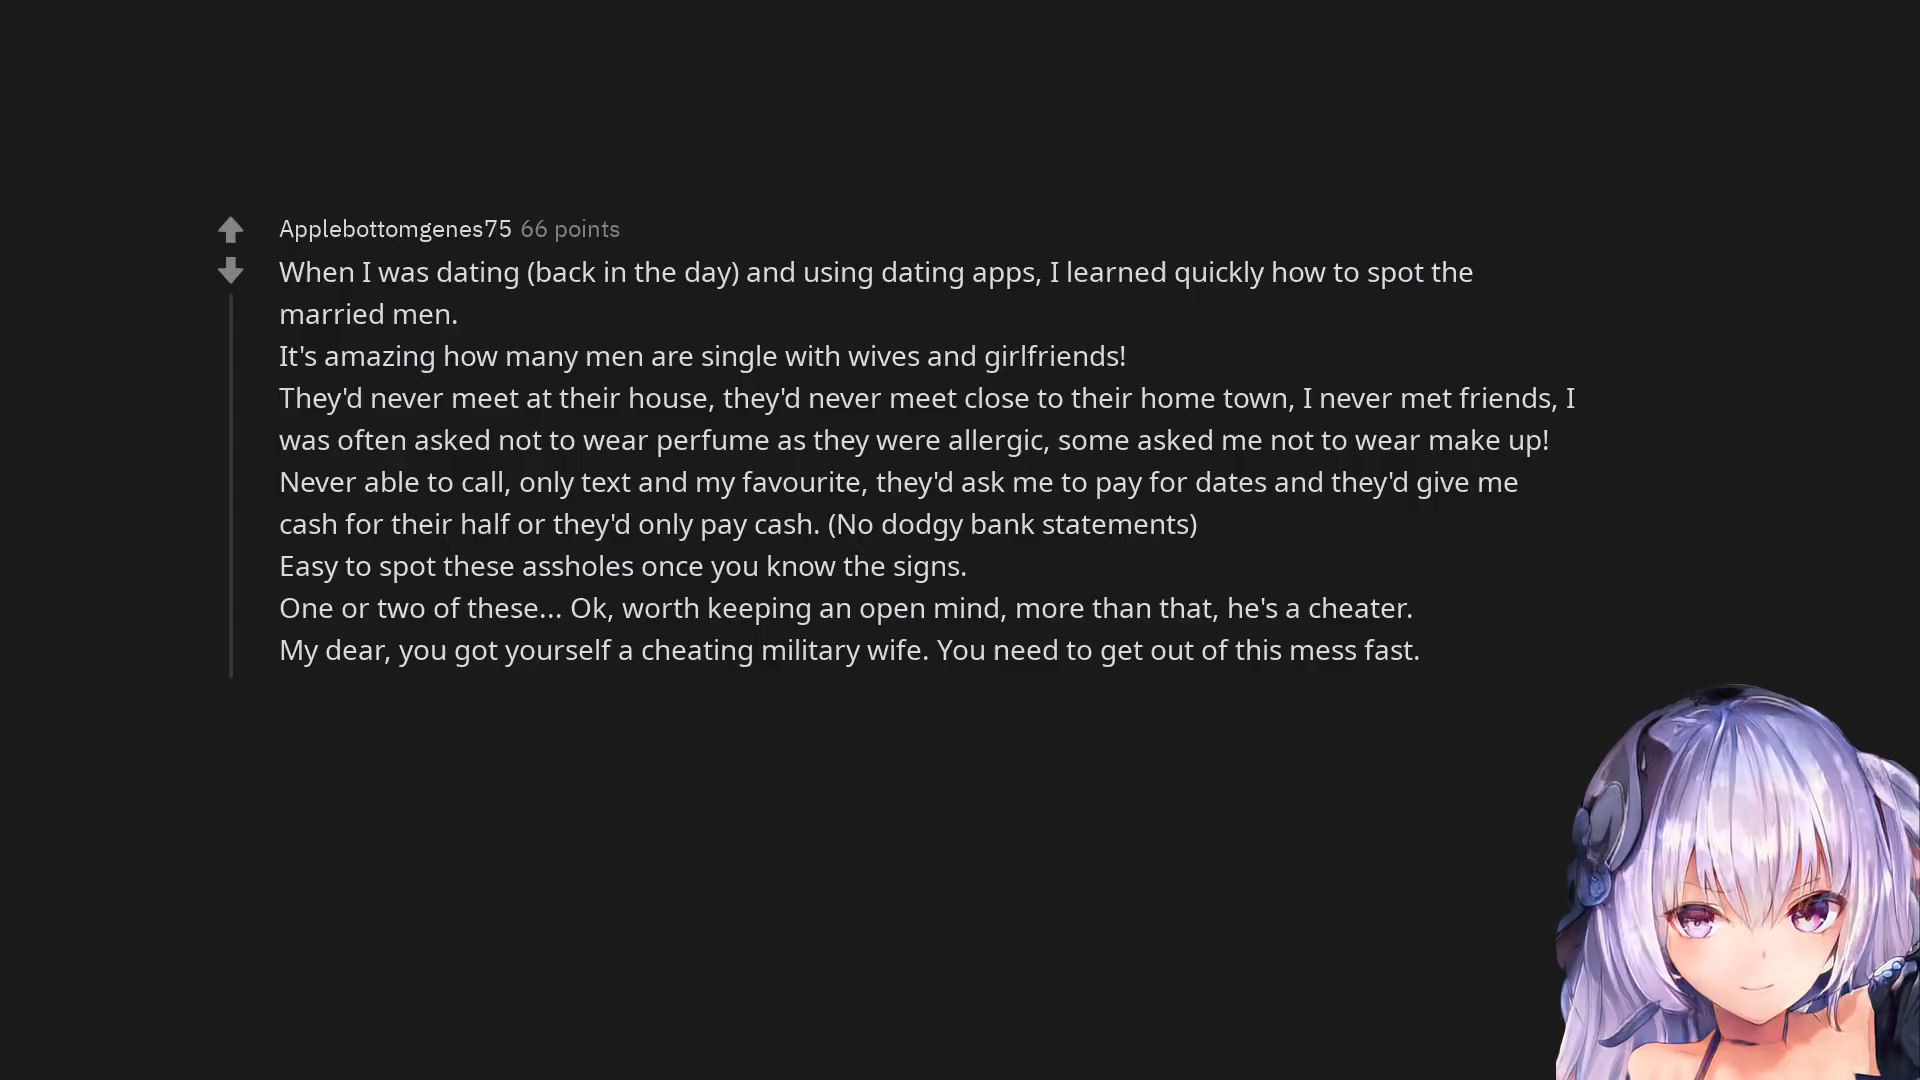 Applebottomgenes75 66 points
When I was dating (back in the day) and using dating apps, I learned quickly how to spot the
married men.
It's amazing how many men are single with wives and girlfriends!
They'd never meet at their house, they'd never meet close to their home town, I never met friends, I
was often asked not to wear perfume as they were allergic, some asked me not to wear make up!
Never able to call, only text and my favourite, they'd ask me to pay for dates and they'd give me
cash for their half or they'd only pay cash. (No dodgy bank statements)
Easy to spot these assholes once you know the signs.
One or two of these... Ok, worth keeping an open mind, more than that, he's a cheater.
My dear, you got yourself a cheating military wife. You need to get out of this mess fast.